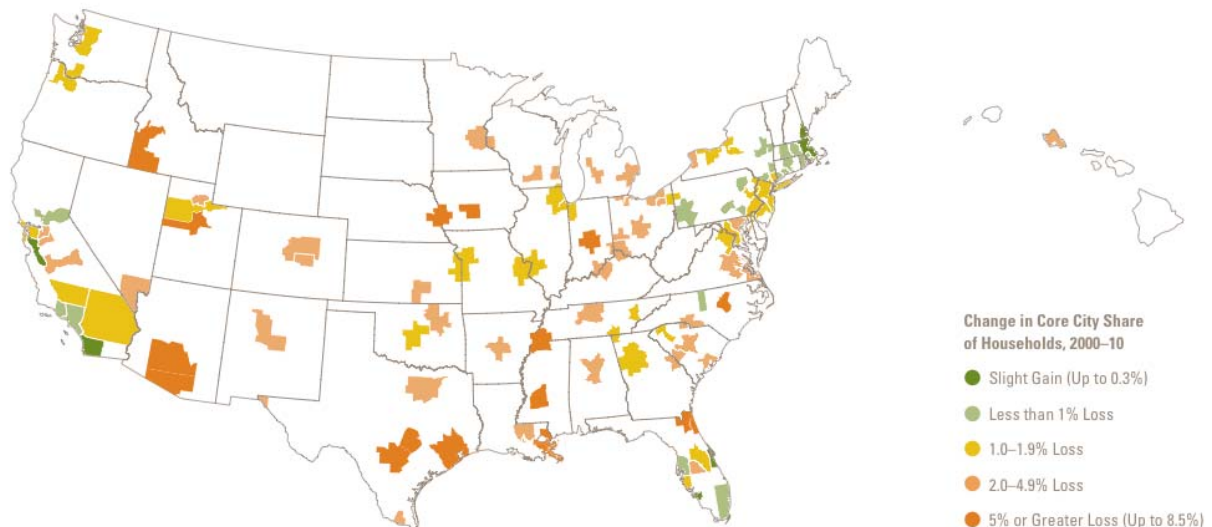 Change in Core City Share
of Households, 2000–10
Slight Gain (Up to 0.3%)
Less than 1% Loss
1.0–1.9% Loss
2.0–4.9% Loss
5% or Greater Loss (Up to 8.5%)